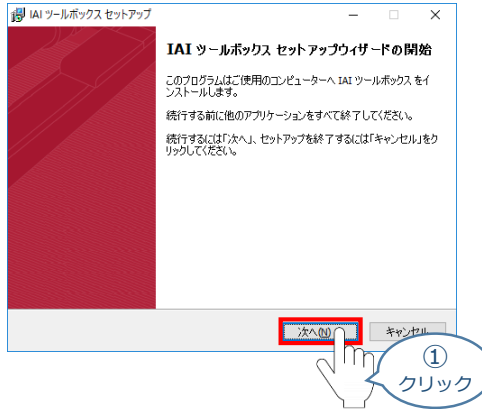 IAI ツールボックス セットアップ
IAI ツールボックス セットアップウィザードの開始
このプログラムはご使用のコンピューターへ IAI ツールボックス をイ
ンストールします。
続行する前に他のアプリケーションをすべて終了してください。
続行するには「次へ」、セットアップを終了するには「キャンセル」をク
リックしてください。
次へ(N)
キャンセル
①
クリック